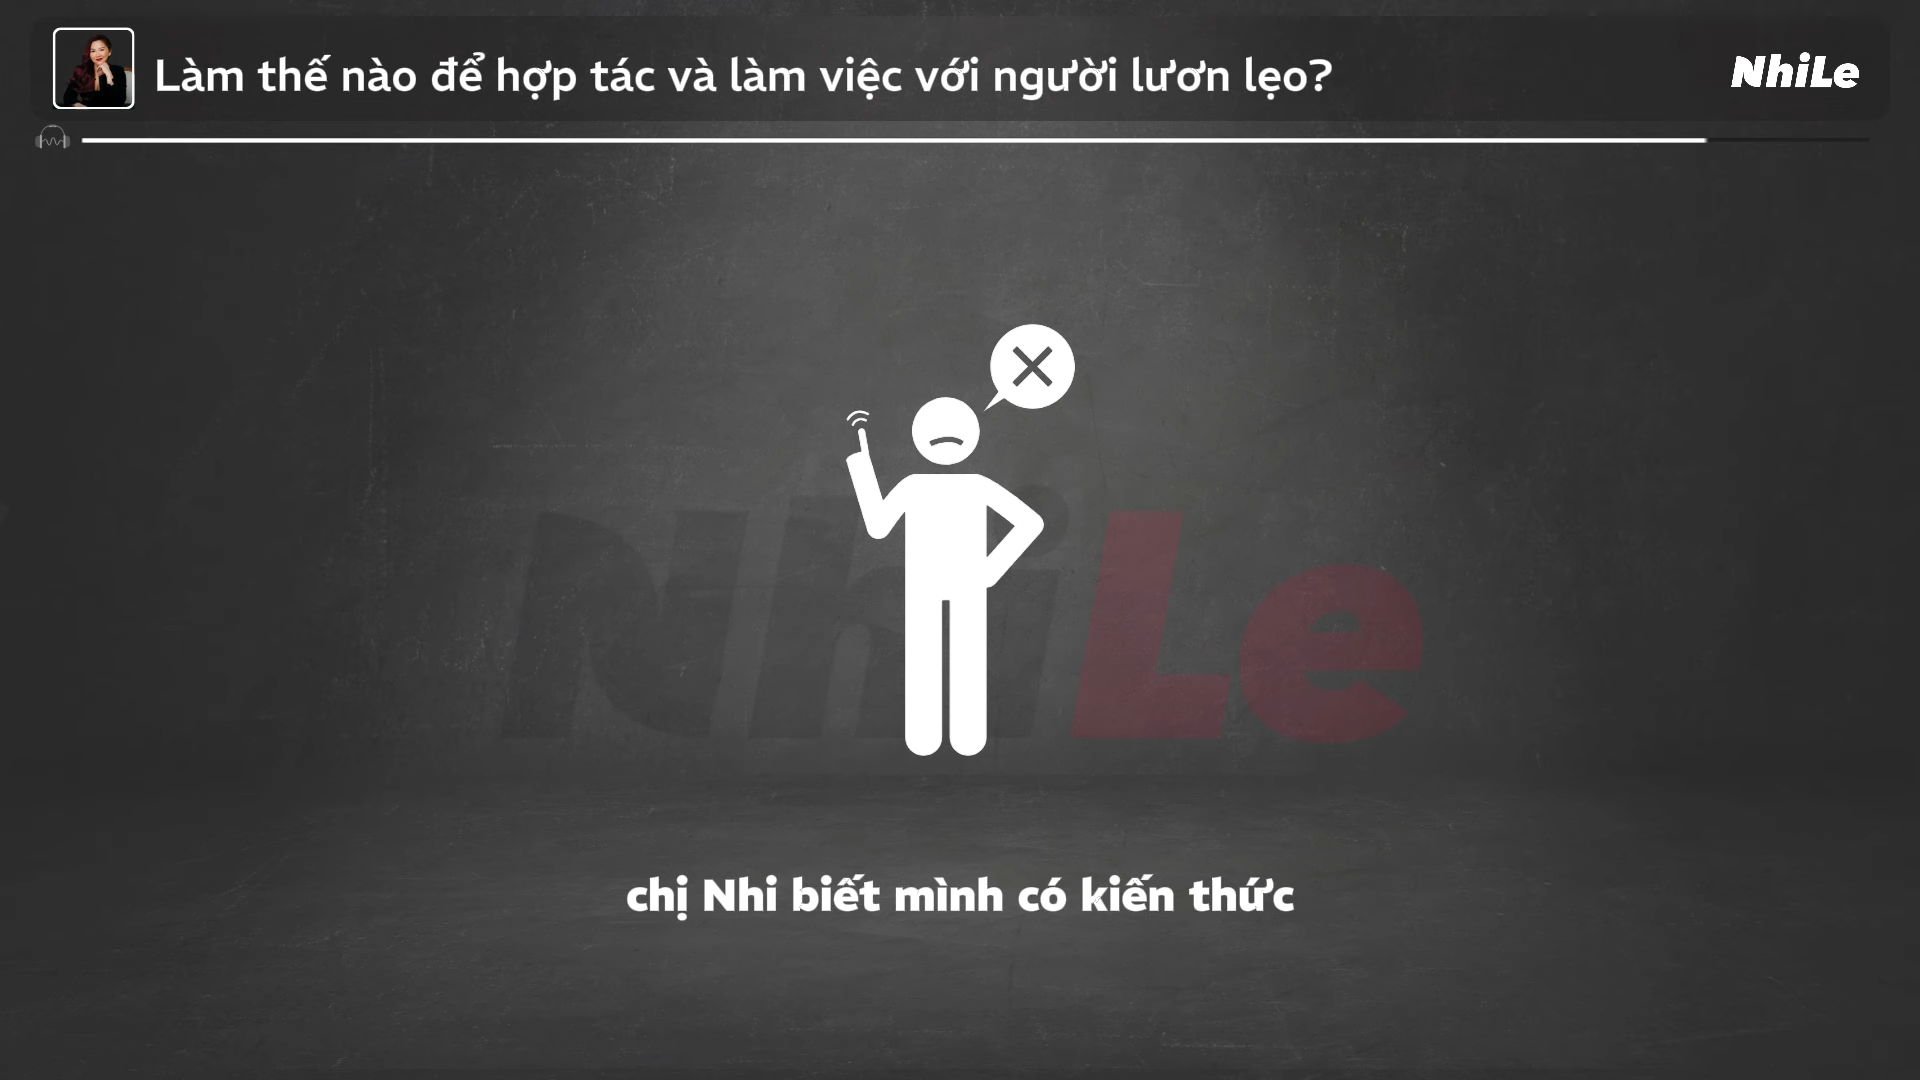 Làm thế nào để hợp tác và làm việc với người lươn lẹo?
NhiLe
NhiLe
chị Nhi biết mình có kiến thức